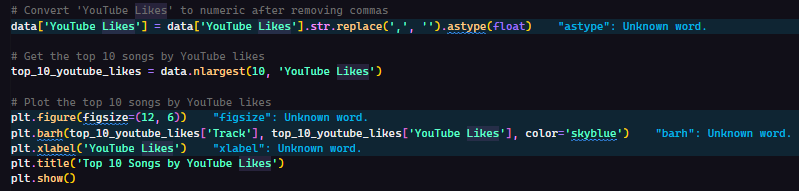 # Convert 'YouTube Likes' to numeric after removing commas
data['YouTube Likes'] = data['YouTube Likes'].str.replace(',', '').astype(float)    "astype": Unknown word.
# Get the top 10 songs by YouTube likes
top_10_youtube_likes = data.nlargest(10, 'YouTube Likes')
# Plot the top 10 songs by YouTube likes
plt.figure(figsize=(12, 6))    "figsize": Unknown word.
plt.barh(top_10_youtube_likes['Track'], top_10_youtube_likes['YouTube Likes'], color='skyblue')    "barh": Unknown word.
plt.xlabel('YouTube Likes')    "xlabel": Unknown word.
plt.title('Top 10 Songs by YouTube Likes')
plt.show()